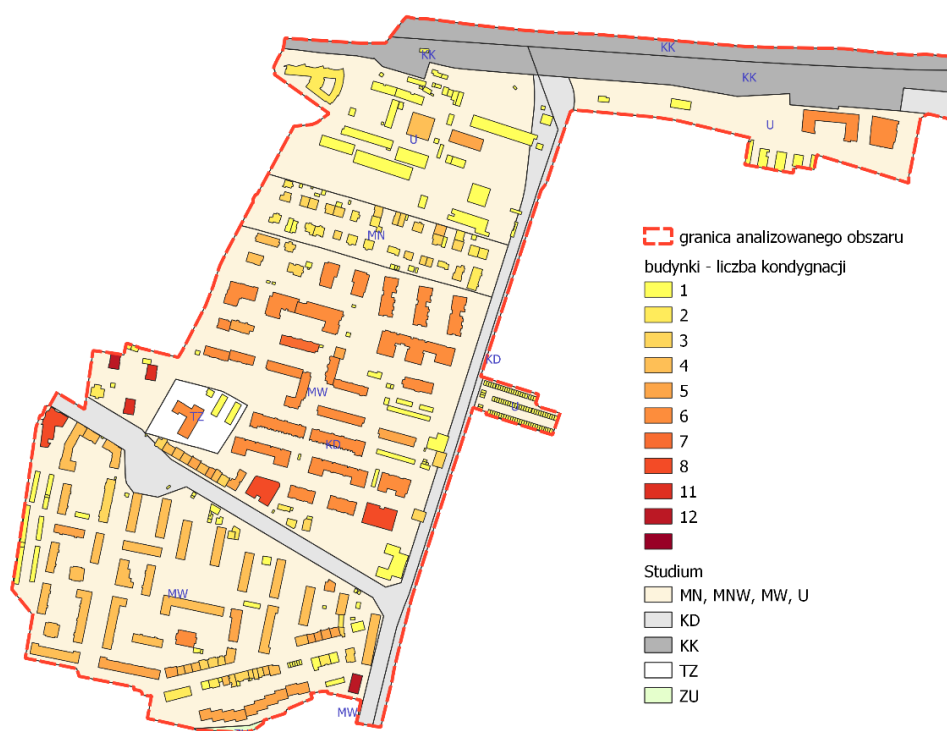 KK
KK
KK
U
U
MN
KD
MW
U
TZ
KD
MW
MW
granica analizowanego obszaru
budynki - liczba kondygnacji
1
2
3
4
5
6
7
8
11
12
Studium
MN, MNW, MW, U
KD
KK
TZ
ZU